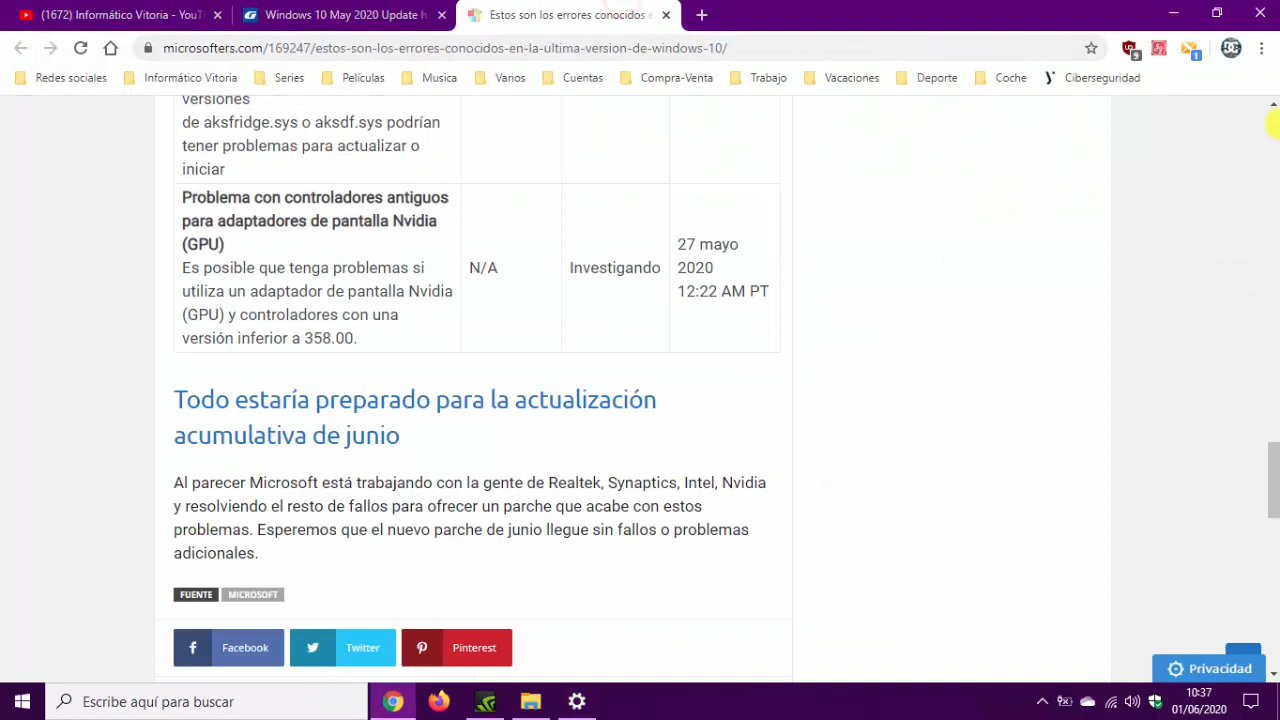 (1672) Informático Vitoria - YouT
Windows 10 May 2020 Update h
Estos son los errores conocidos e
microsofters.com/169247/estos-son-los-errores-conocidos-en-la-ultima-version-de-windows-10/
9
1
Redes sociales
Informático Vitoria
Series
Películas
Musica
Varios
Cuentas
Compra-Venta
Trabajo
Vacaciones
Deporte
Coche
Ciberseguridad
versiones
de aksfridge.sys o aksdf.sys podrían
tener problemas para actualizar o
iniciar
Problema con controladores antiguos
para adaptadores de pantalla Nvidia
(GPU)
Es posible que tenga problemas si
utiliza un adaptador de pantalla Nvidia
(GPU) y controladores con una
versión inferior a 358.00.
N/A
Investigando
27 mayo
2020
12:22 AM PT
Todo estaría preparado para la actualización
acumulativa de junio
Al parecer Microsoft está trabajando con la gente de Realtek, Synaptics, Intel, Nvidia
y resolviendo el resto de fallos para ofrecer un parche que acabe con estos
problemas. Esperemos que el nuevo parche de junio llegue sin fallos o problemas
adicionales.
FUENTE
MICROSOFT
Facebook
Twitter
Pinterest
Privacidad
Escribe aquí para buscar
10:37
01/06/2020